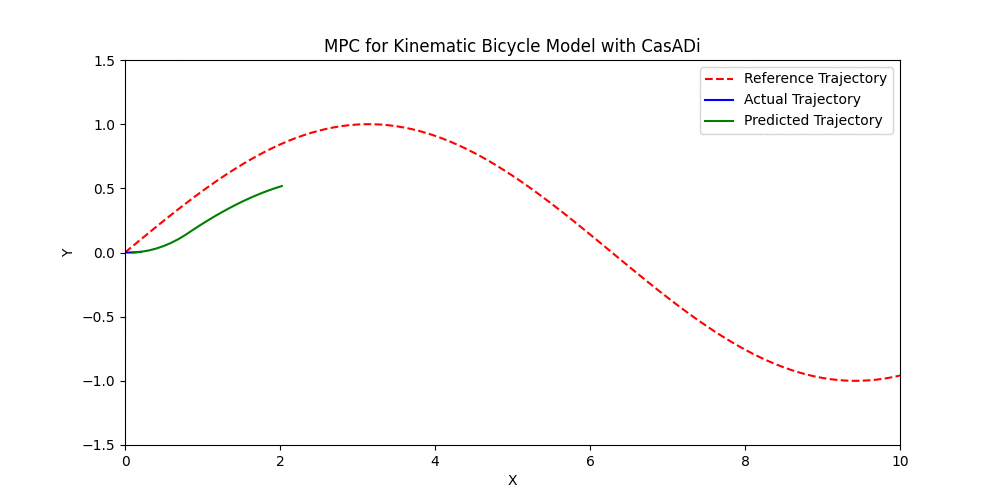 MPC for Kinematic Bicycle Model with CasADi
Reference Trajectory
Actual Trajectory
Predicted Trajectory
1.5
1.0
0.5
0.0
−0.5
−1.0
−1.5
Y
0 2 4 6 8 10
X